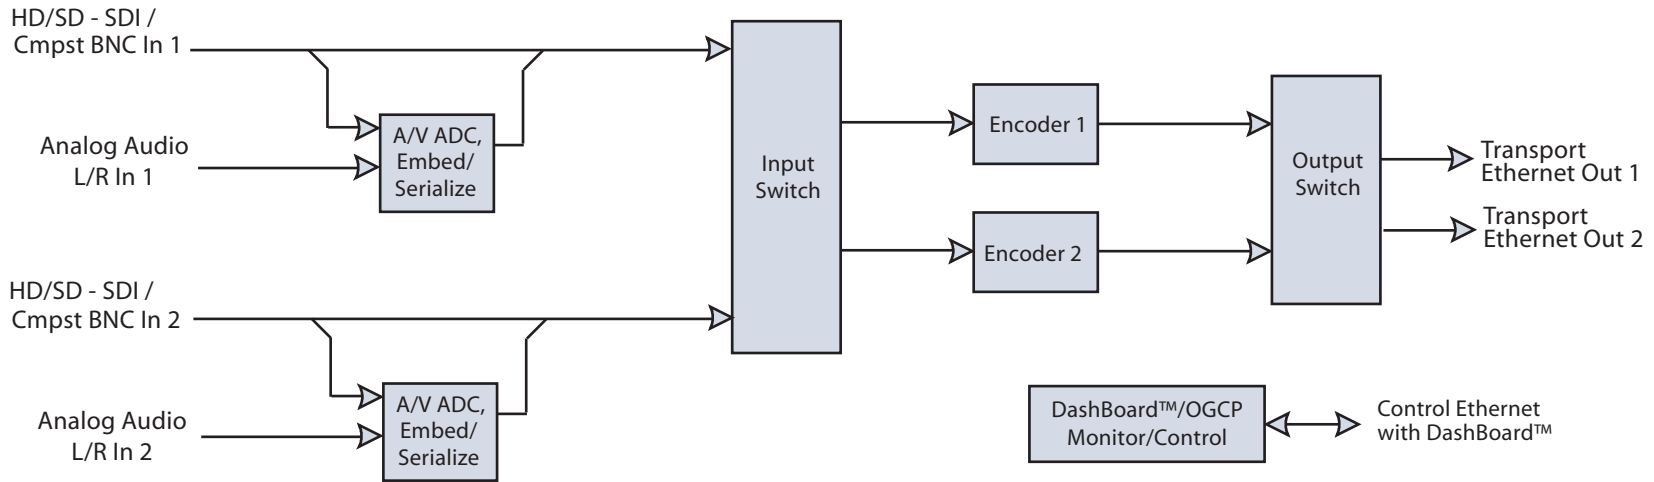 HD/SD - SDI /
Cmpst BNC In 1
Analog Audio
L/R In 1
A/V ADC,
Embed/
Serialize
HD/SD - SDI /
Cmpst BNC In 2
Analog Audio
L/R In 2
A/V ADC,
Embed/
Serialize
Input
Switch
Encoder 1
Encoder 2
Output
Switch
Transport
Ethernet Out 1
Transport
Ethernet Out 2
DashBoard™/OGCP
Monitor/Control
Control Ethernet
with DashBoard™